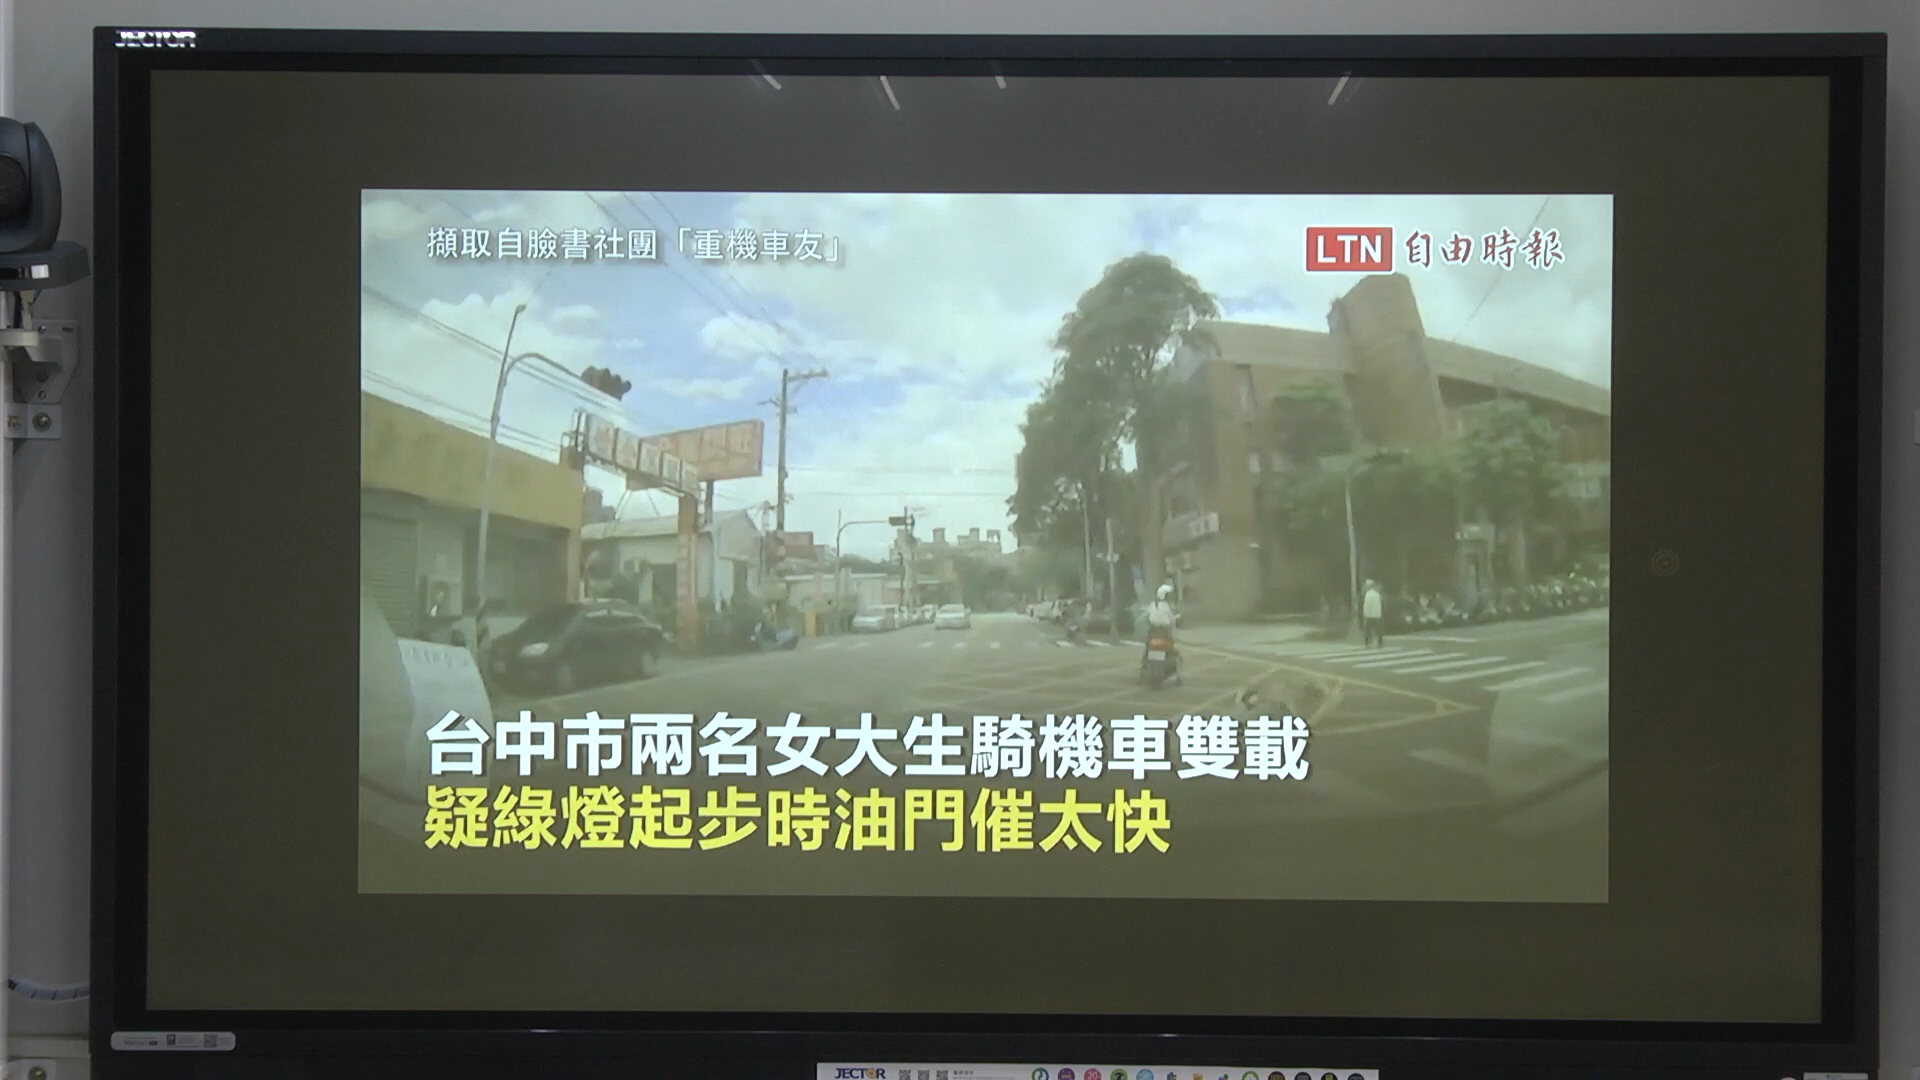 JECTOR
擷取自臉書社團「重機車友」
LTN 自由時報
台中市兩名女大生騎機車雙載
疑綠燈起步時油門催太快
JECTOR